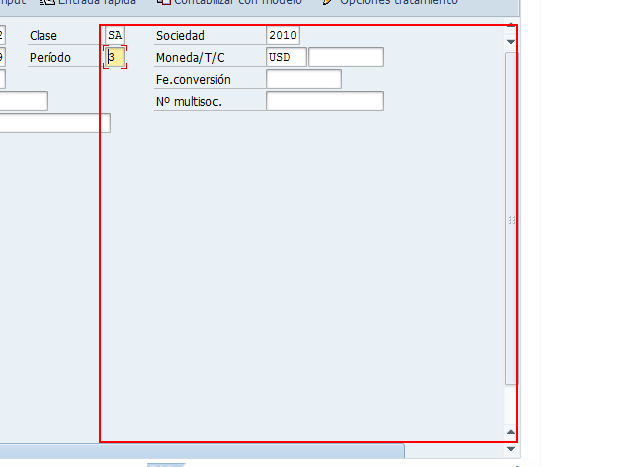 Entrada rápida Contabilizar con modelo Opciones tratamiento
Clase SA Sociedad 2010
Período 3 Moneda/T/C USD
Fe.conversión
Nº multisoc.